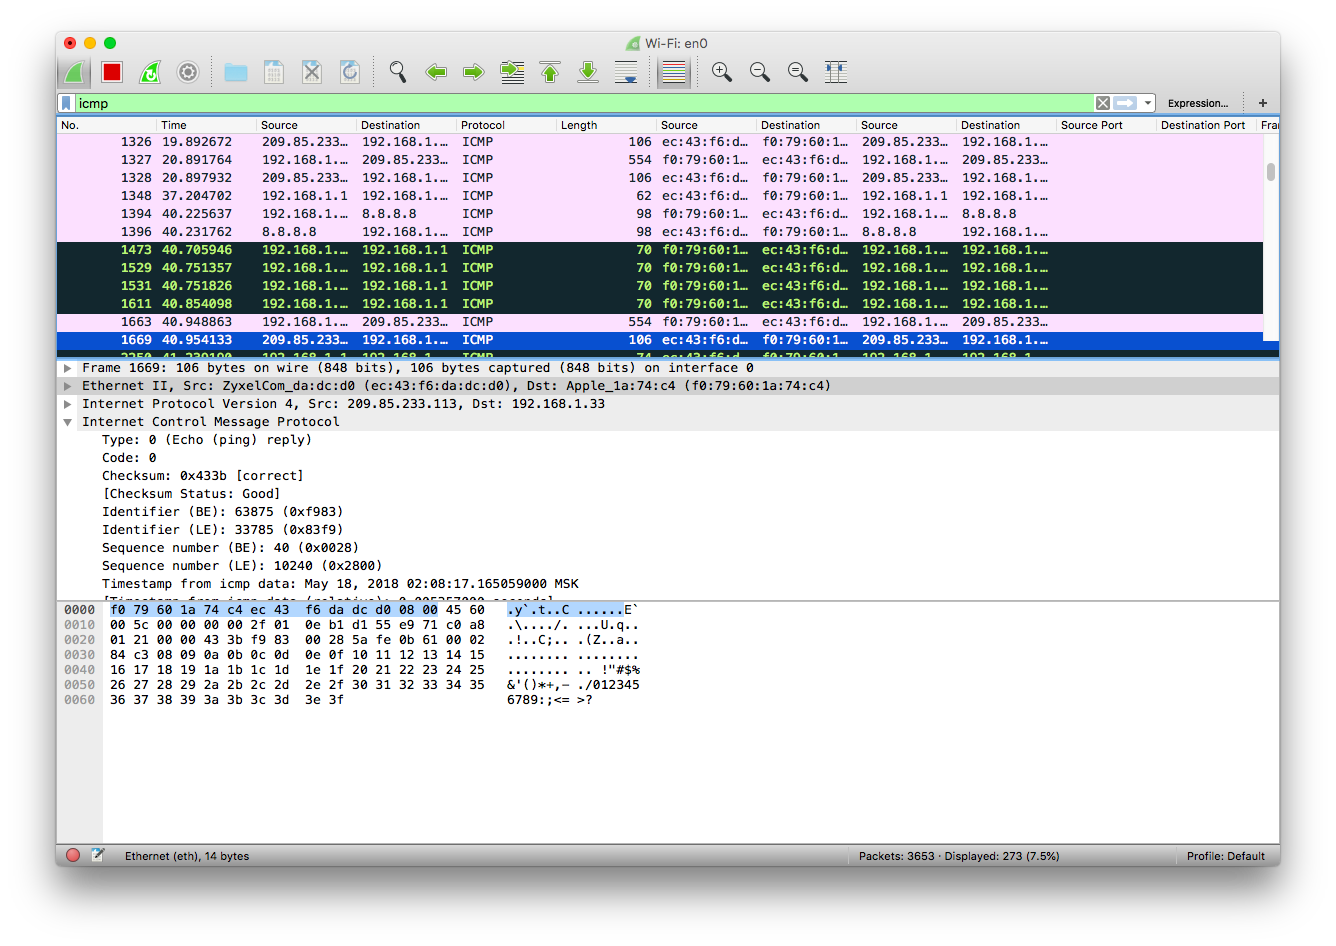 Wi-Fi: en0
icmp Expression... +
No. Time Source Destination Protocol Length Source Destination Source Destination Source Port Destination Port Fra
1326 19.892672 209.85.233… 192.168.1.… ICMP 106 ec:43:f6:d… f0:79:60:1… 209.85.233… 192.168.1.…
1327 20.891764 192.168.1.… 209.85.233… ICMP 554 f0:79:60:1… ec:43:f6:d… 192.168.1.… 209.85.233…
1328 20.897932 209.85.233… 192.168.1.… ICMP 106 ec:43:f6:d… f0:79:60:1… 209.85.233… 192.168.1.…
1348 37.204702 192.168.1.1 192.168.1.… ICMP 62 ec:43:f6:d… f0:79:60:1… 192.168.1.1 192.168.1.…
1394 40.225637 192.168.1.… 8.8.8.8 ICMP 98 f0:79:60:1… ec:43:f6:d… 192.168.1.… 8.8.8.8
1396 40.231762 8.8.8.8 192.168.1.… ICMP 98 ec:43:f6:d… f0:79:60:1… 8.8.8.8 192.168.1.…
1473 40.705946 192.168.1.… 192.168.1.1 ICMP 70 f0:79:60:1… ec:43:f6:d… 192.168.1.… 192.168.1.…
1529 40.751357 192.168.1.… 192.168.1.1 ICMP 70 f0:79:60:1… ec:43:f6:d… 192.168.1.… 192.168.1.…
1531 40.751826 192.168.1.… 192.168.1.1 ICMP 70 f0:79:60:1… ec:43:f6:d… 192.168.1.… 192.168.1.…
1611 40.854098 192.168.1.… 192.168.1.1 ICMP 70 f0:79:60:1… ec:43:f6:d… 192.168.1.… 192.168.1.…
1663 40.948863 192.168.1.… 209.85.233… ICMP 554 f0:79:60:1… ec:43:f6:d… 192.168.1.… 209.85.233…
1669 40.954133 209.85.233… 192.168.1.… ICMP 106 ec:43:f6:d… f0:79:60:1… 209.85.233… 192.168.1.…
Frame 1669: 106 bytes on wire (848 bits), 106 bytes captured (848 bits) on interface 0
Ethernet II, Src: ZyxelCom_da:dc:d0 (ec:43:f6:da:dc:d0), Dst: Apple_1a:74:c4 (f0:79:60:1a:74:c4)
Internet Protocol Version 4, Src: 209.85.233.113, Dst: 192.168.1.33
Internet Control Message Protocol
Type: 0 (Echo (ping) reply)
Code: 0
Checksum: 0x433b [correct]
[Checksum Status: Good]
Identifier (BE): 63875 (0xf983)
Identifier (LE): 33785 (0x83f9)
Sequence number (BE): 40 (0x0028)
Sequence number (LE): 10240 (0x2800)
Timestamp from icmp data: May 18, 2018 02:08:17.165059000 MSK
[Timestamp from icmp data (relative): 0.005357000 seconds]
0000 f0 79 60 1a 74 c4 ec 43 f6 da dc d0 08 00 45 60 .y`.t..C ......E`
0010 00 5c 00 00 00 00 2f 01 0e b1 d1 55 e9 71 c0 a8 .\..../. ...U.q..
0020 01 21 00 00 43 3b f9 83 00 28 5a fe 0b 61 00 02 .!..C;.. .(Z..a..
0030 84 c3 08 09 0a 0b 0c 0d 0e 0f 10 11 12 13 14 15 ........ ........
0040 16 17 18 19 1a 1b 1c 1d 1e 1f 20 21 22 23 24 25 ........ .. !"#$%
0050 26 27 28 29 2a 2b 2c 2d 2e 2f 30 31 32 33 34 35 &'()*+,- ./012345
0060 36 37 38 39 3a 3b 3c 3d 3e 3f 6789:;<= >?
Ethernet (eth), 14 bytes Packets: 3653 · Displayed: 273 (7.5%) Profile: Default